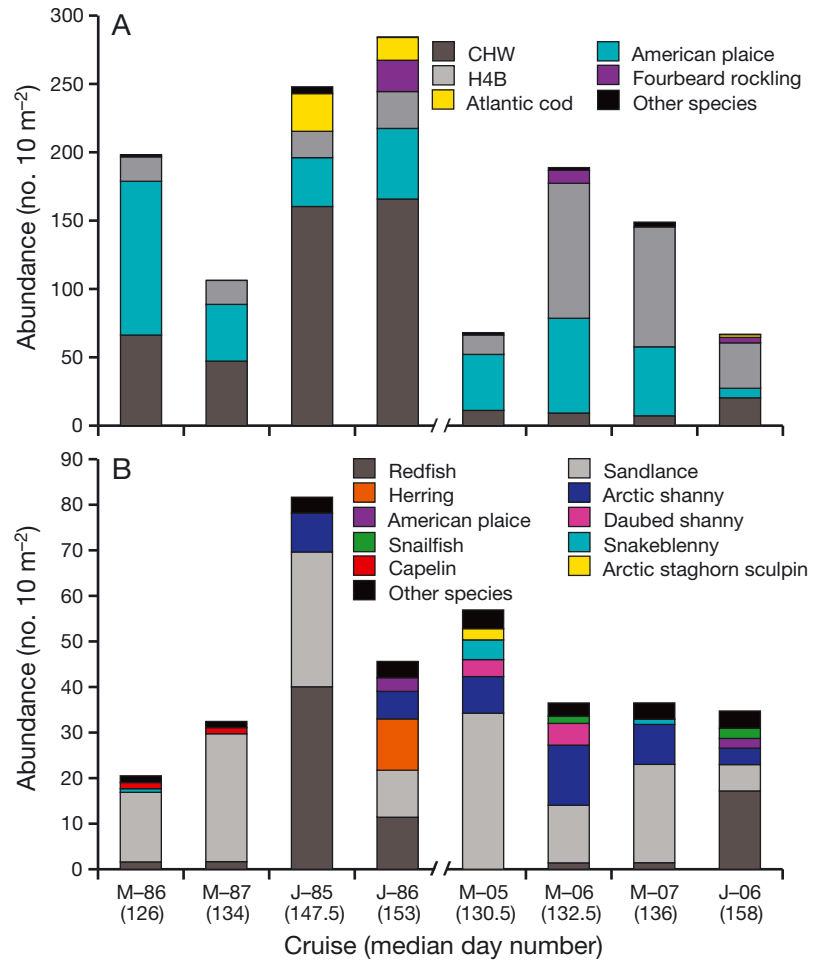 A
300
250
200
150
100
50
0
Abundance (no. 10 m⁻²)
CHW
H4B
Atlantic cod
American plaice
Fourbeard rockling
Other species
B
90
80
70
60
50
40
30
20
10
0
Abundance (no. 10 m⁻²)
Redfish
Herring
American plaice
Snailfish
Capelin
Other species
Sandlance
Arctic shanny
Daubed shanny
Snakeblenny
Arctic staghorn sculpin
M–86 M–87 J–85 J–86 M–05 M–06 M–07 J–06
(126) (134) (147.5) (153) (130.5) (132.5) (136) (158)
Cruise (median day number)